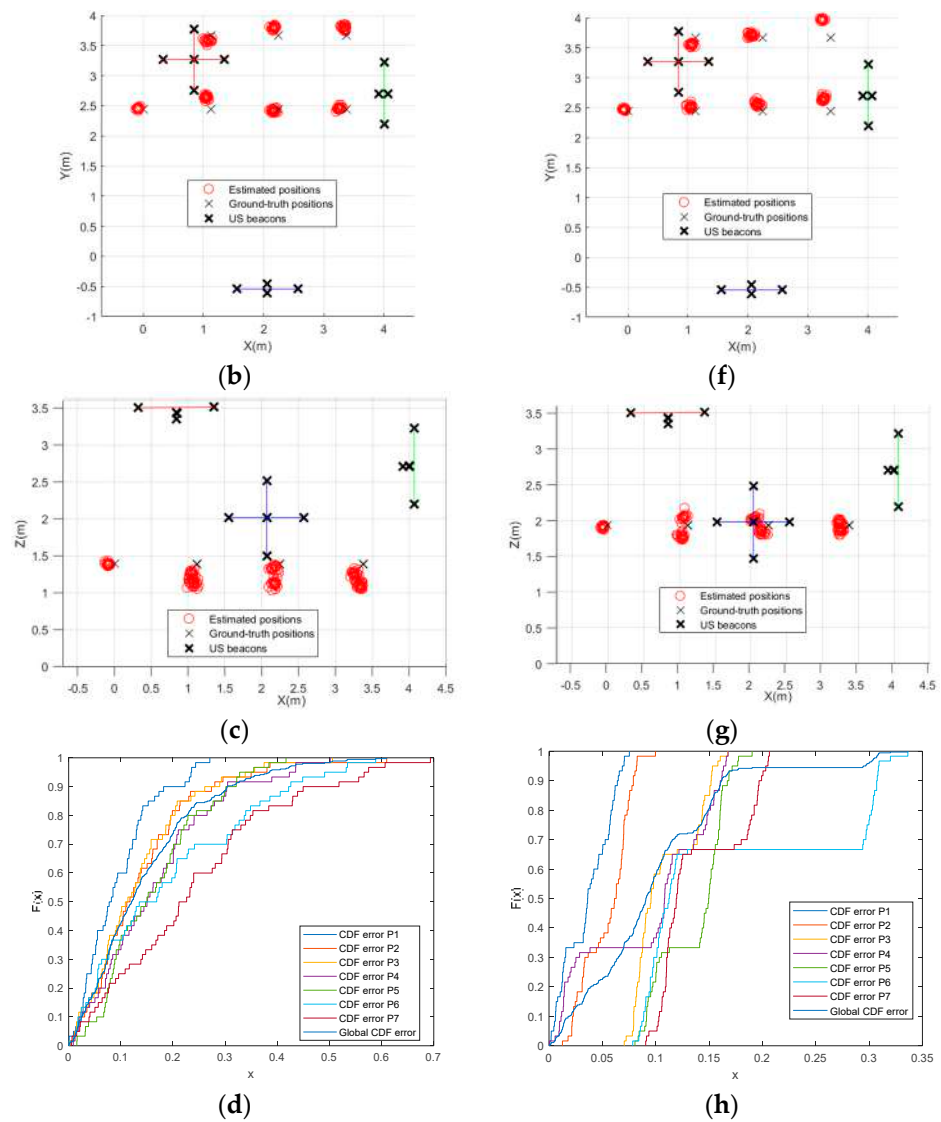 4
3.5
3
2.5
2
1.5
1
0.5
0
-0.5
-1
Y(m)
Estimated positions
Ground-truth positions
US beacons
0 1 2 3 4
X(m)
(b)
4
3.5
3
2.5
2
1.5
1
0.5
0
-0.5
-1
Y(m)
Estimated positions
Ground-truth positions
US beacons
0 1 2 3 4
X(m)
(f)
3.5
3
2.5
2
1.5
1
0.5
0
Z(m)
Estimated positions
Ground-truth positions
US beacons
-0.5 0 0.5 1 1.5 2 2.5 3 3.5 4 4.5
X(m)
(c)
3.5
3
2.5
2
1.5
1
0.5
0
Z(m)
Estimated positions
Ground-truth positions
US beacons
-0.5 0 0.5 1 1.5 2 2.5 3 3.5 4 4.5
X(m)
(g)
1
0.9
0.8
0.7
0.6
0.5
0.4
0.3
0.2
0.1
0
F(x)
CDF error P1
CDF error P2
CDF error P3
CDF error P4
CDF error P5
CDF error P6
CDF error P7
Global CDF error
0 0.1 0.2 0.3 0.4 0.5 0.6 0.7
x
(d)
1
0.9
0.8
0.7
0.6
0.5
0.4
0.3
0.2
0.1
0
F(x)
CDF error P1
CDF error P2
CDF error P3
CDF error P4
CDF error P5
CDF error P6
CDF error P7
Global CDF error
0 0.05 0.1 0.15 0.2 0.25 0.3 0.35
x
(h)